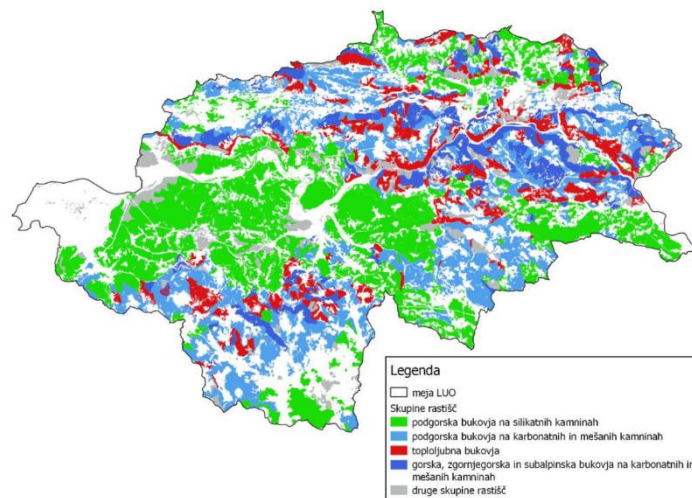 Legenda
meja LUO
Skupine rastišč
podgorska bukovja na silikatnih kamninah
podgorska bukovja na karbonatnih in mešanih kamninah
toploljubna bukovja
gorska, zgornjegorska in subalpinska bukovja na karbonatnih in
mešanih kamninah
druge skupine rastišč